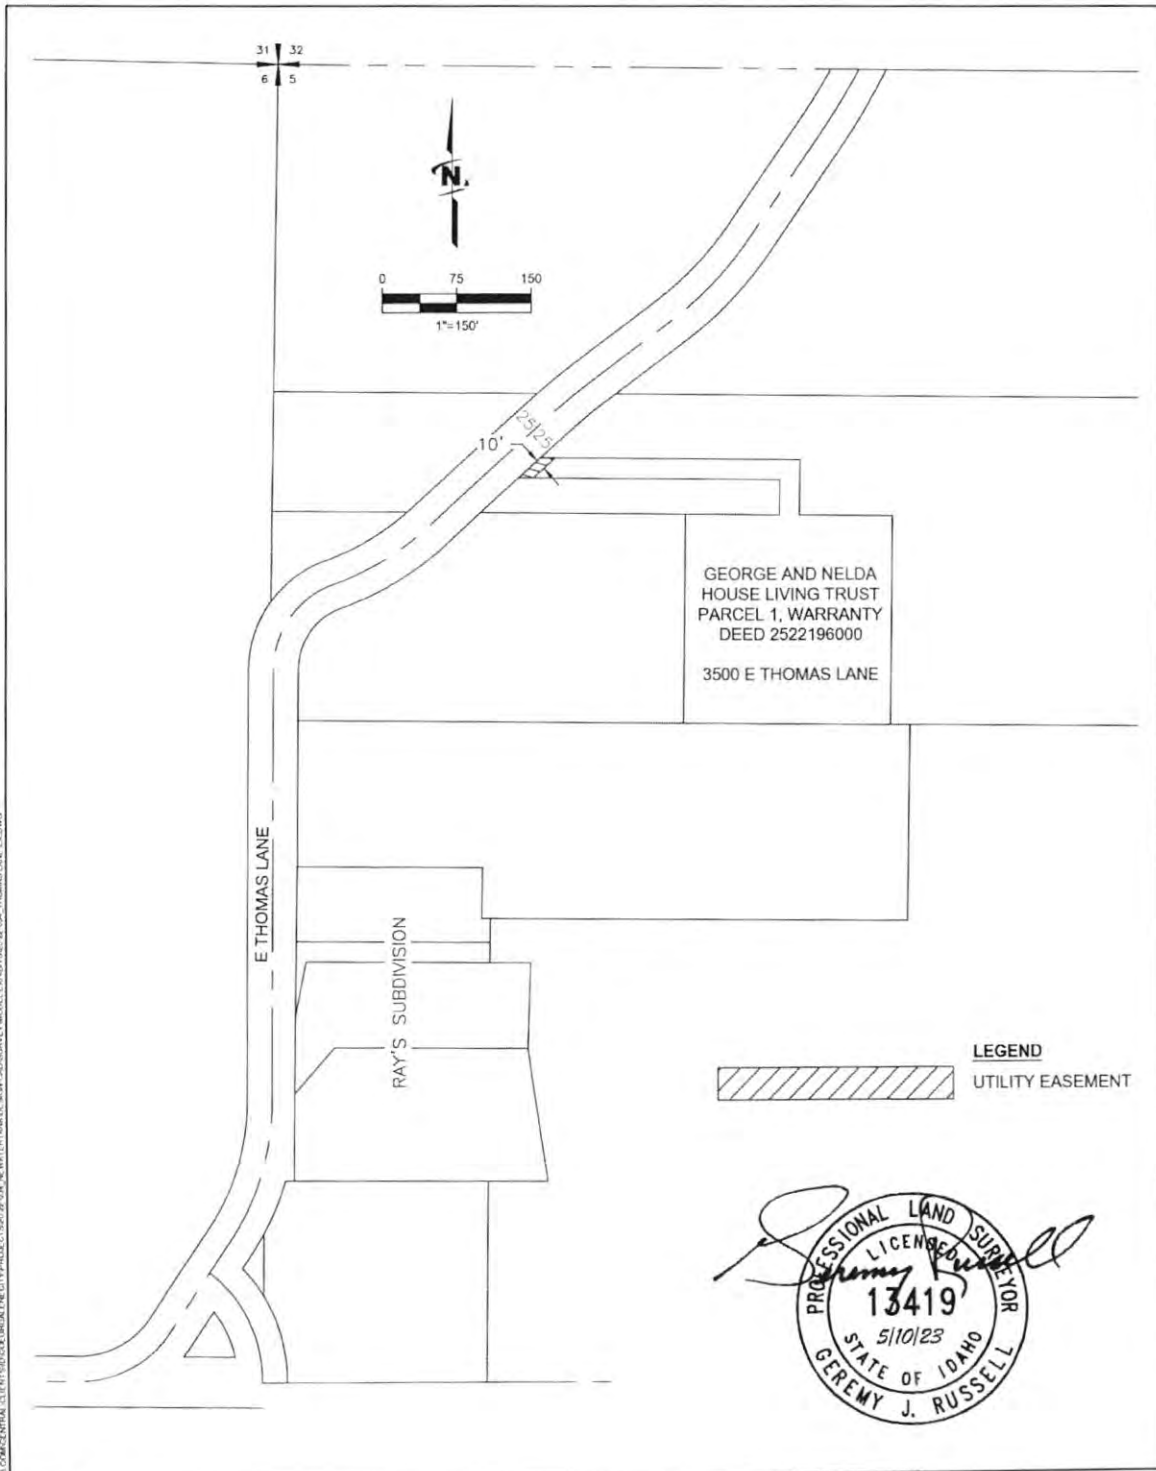 31 32
6 5
N
0 75 150
1"=150'
25|25
10'
GEORGE AND NELDA
HOUSE LIVING TRUST
PARCEL 1, WARRANTY
DEED 2522196000
3500 E THOMAS LANE
E THOMAS LANE
RAY'S SUBDIVISION
LEGEND
UTILITY EASEMENT
PROFESSIONAL LAND SURVEYOR
LICENSED
Geremy Russell
13419
5/10/23
STATE OF IDAHO
GEREMY J. RUSSELL